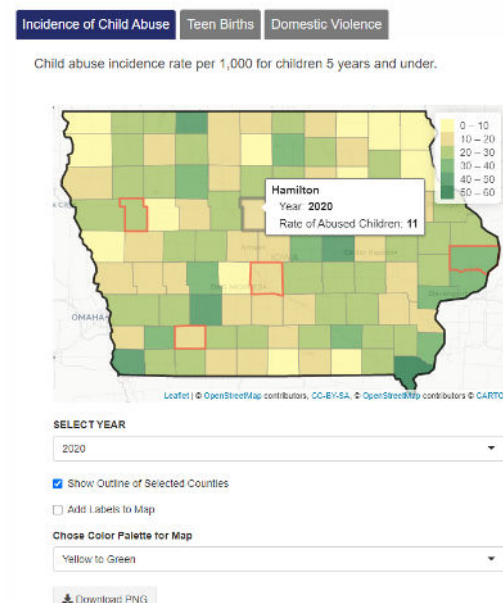 Incidence of Child Abuse Teen Births Domestic Violence
Child abuse incidence rate per 1,000 for children 5 years and under.
0 – 10
10 – 20
20 – 30
30 – 40
40 – 50
50 – 60
Hamilton
Year: 2020
Rate of Abused Children: 11
IOWA
OMAHA
Leaflet | © OpenStreetMap contributors, CC-BY-SA, © OpenStreetMap contributors © CARTO
SELECT YEAR
2020
Show Outline of Selected Counties
Add Labels to Map
Chose Color Palette for Map
Yellow to Green
Download PNG